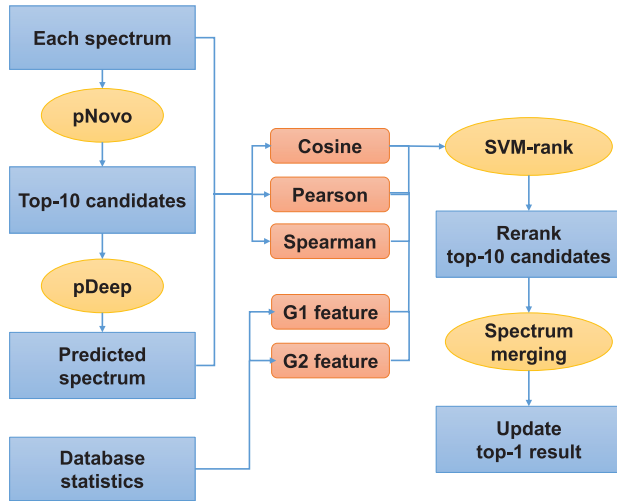 Each spectrum
pNovo
Top-10 candidates
pDeep
Predicted
spectrum
Database
statistics
Cosine
Pearson
Spearman
G1 feature
G2 feature
SVM-rank
Rerank
top-10 candidates
Spectrum
merging
Update
top-1 result